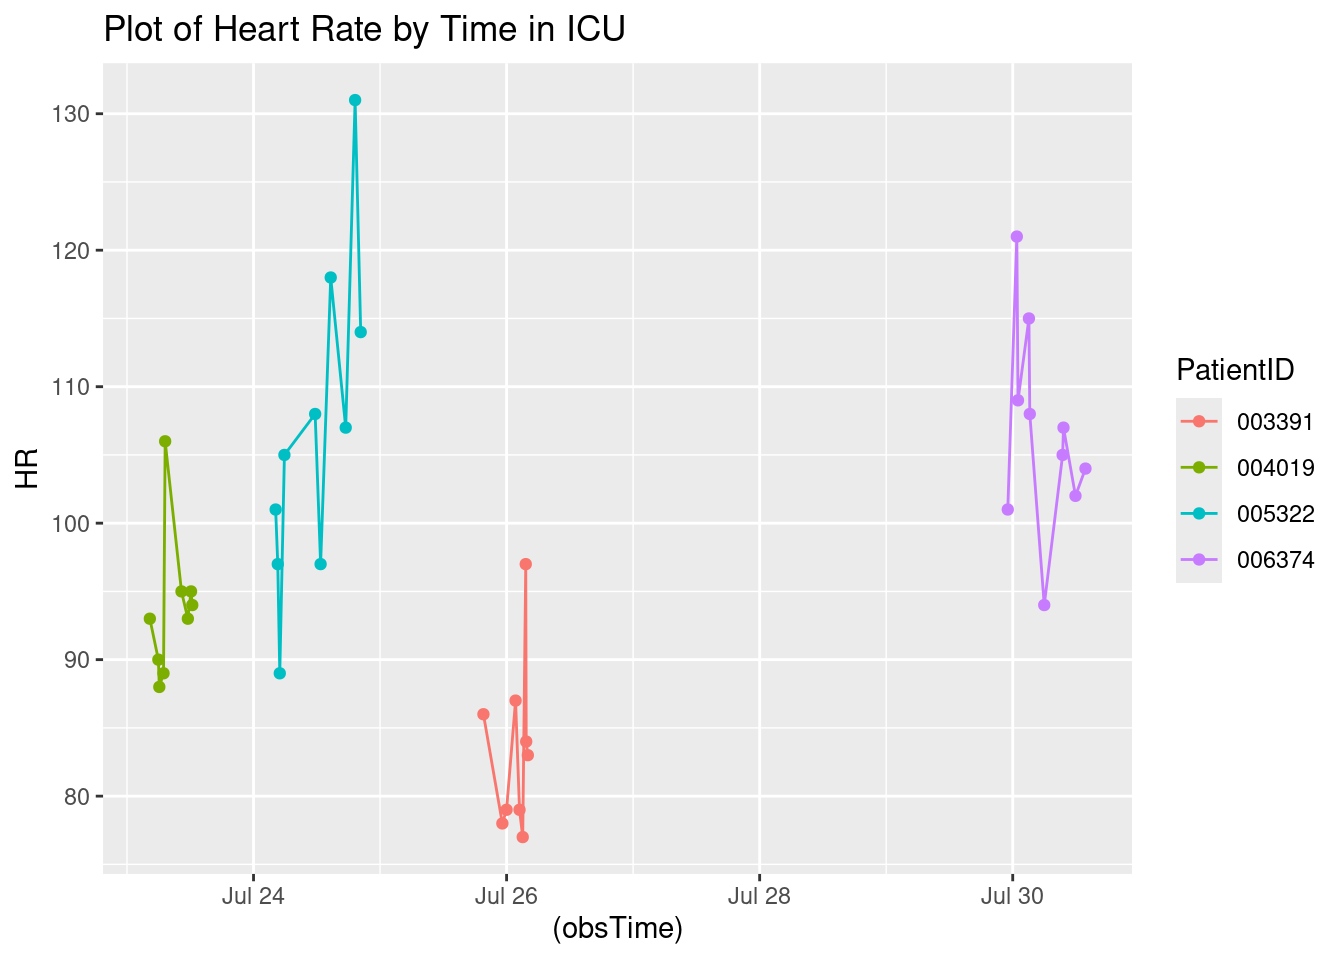 Plot of Heart Rate by Time in ICU
130
120
110
100
90
80
HR
Jul 24
Jul 26
Jul 28
Jul 30
(obsTime)
PatientID
003391
004019
005322
006374